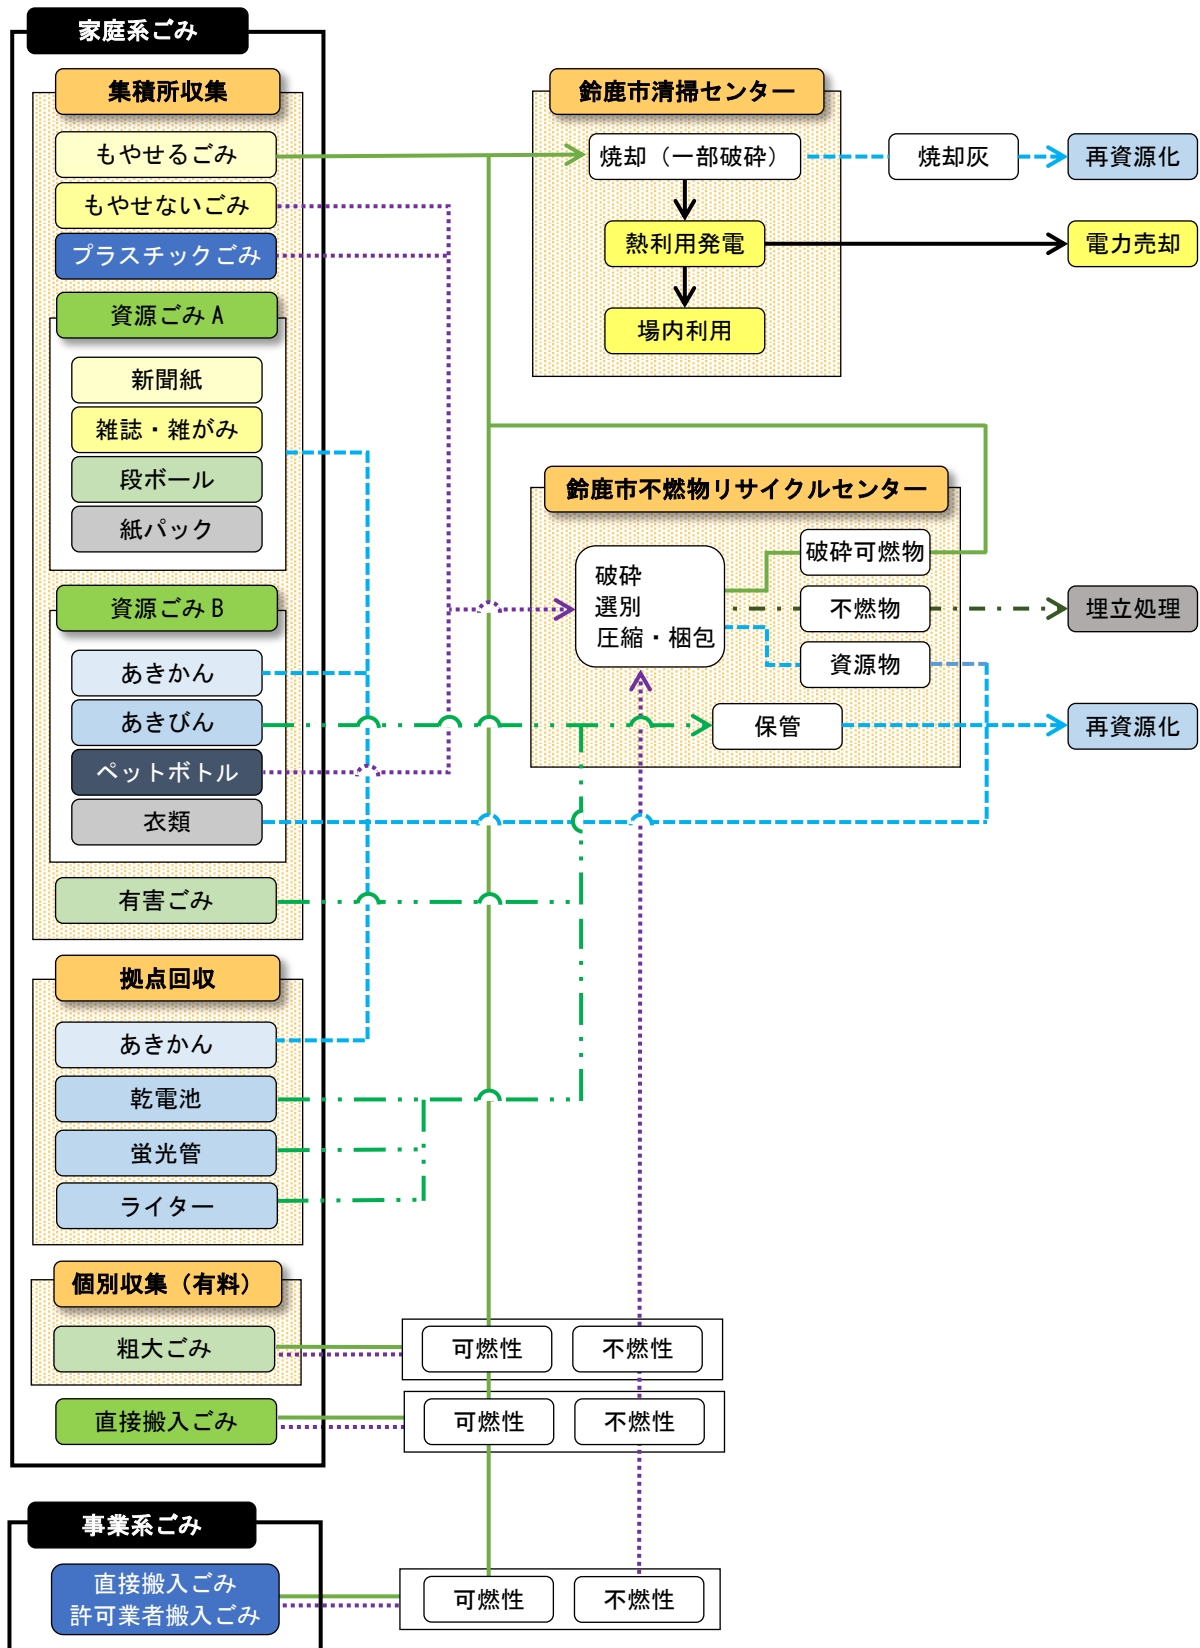 家庭系ごみ
集積所収集
もやせるごみ
もやせないごみ
プラスチックごみ
資源ごみ A
新聞紙
雑誌・雑がみ
段ボール
紙パック
資源ごみ B
あきかん
あきびん
ペットボトル
衣類
有害ごみ
拠点回収
あきかん
乾電池
蛍光管
ライター
個別収集（有料）
粗大ごみ
可燃性
不燃性
直接搬入ごみ
可燃性
不燃性
事業系ごみ
直接搬入ごみ
許可業者搬入ごみ
可燃性
不燃性
鈴鹿市清掃センター
焼却（一部破砕）
焼却灰
再資源化
熱利用発電
電力売却
場内利用
鈴鹿市不燃物リサイクルセンター
破砕
選別
圧縮・梱包
破砕可燃物
不燃物
埋立処理
資源物
保管
再資源化